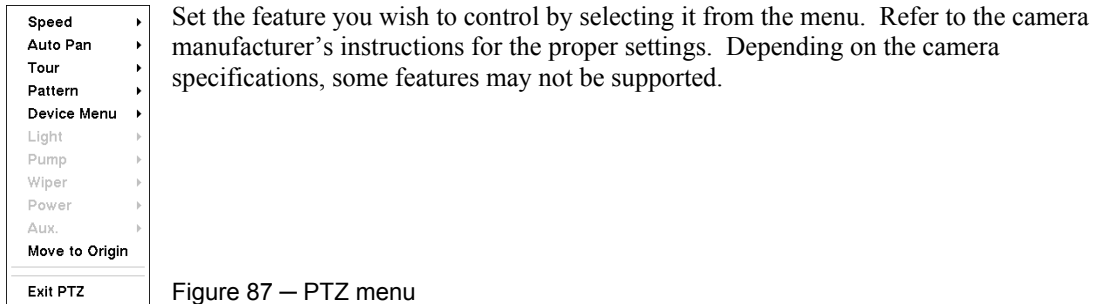 Speed
Auto Pan
Tour
Pattern
Device Menu
Light
Pump
Wiper
Power
Aux.
Move to Origin
Exit PTZ
Set the feature you wish to control by selecting it from the menu.  Refer to the camera
manufacturer’s instructions for the proper settings.  Depending on the camera
specifications, some features may not be supported.
Figure 87 — PTZ menu